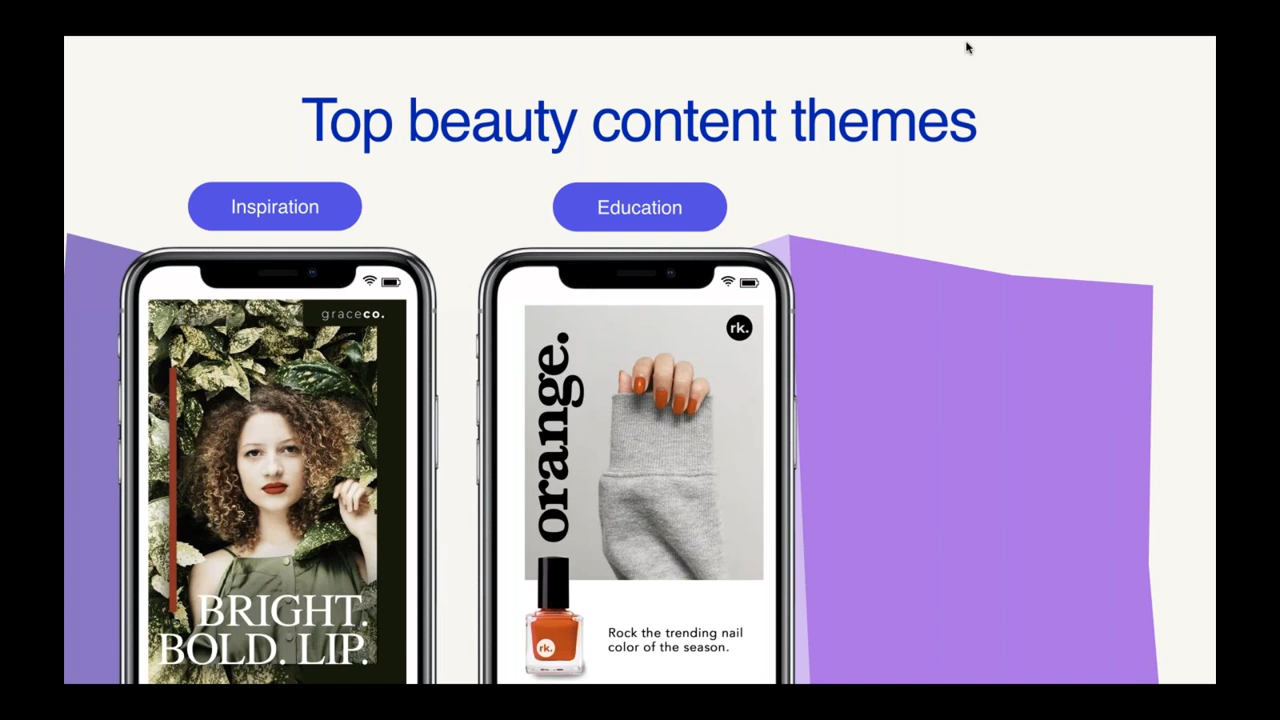 Top beauty content themes
Inspiration
Education
graceco.
BRIGHT.
BOLD. LIP.
rk.
orange.
rk.
Rock the trending nail
color of the season.